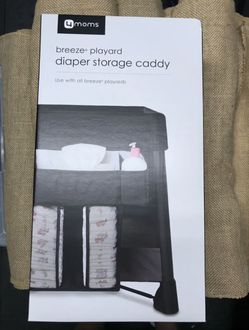 4moms
breeze® playard
diaper storage caddy
Use with all breeze® playards